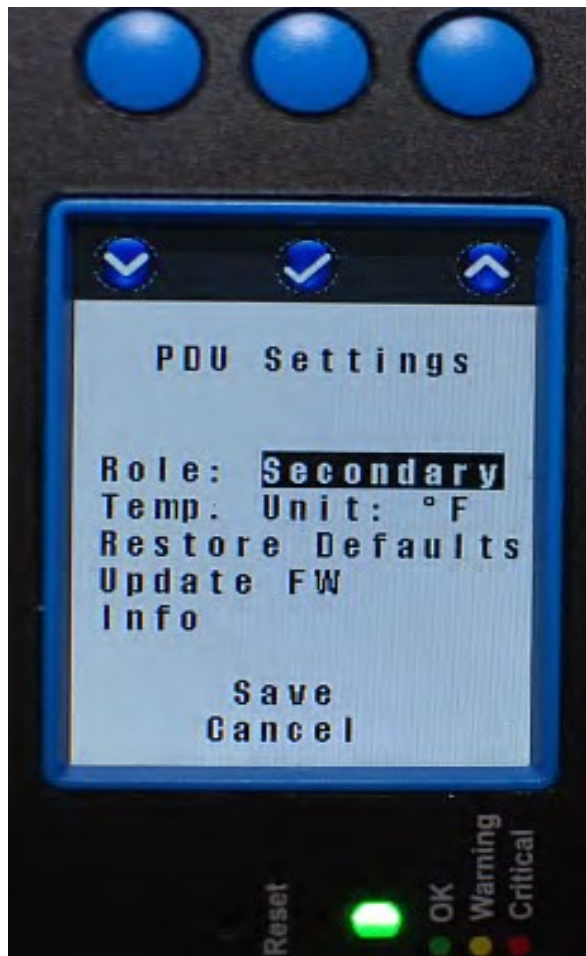 PDU Settings
Role: Secondary
Temp. Unit: °F
Restore Defaults
Update FW
Info
Save
Cancel
Reset
OK
Warning
Critical